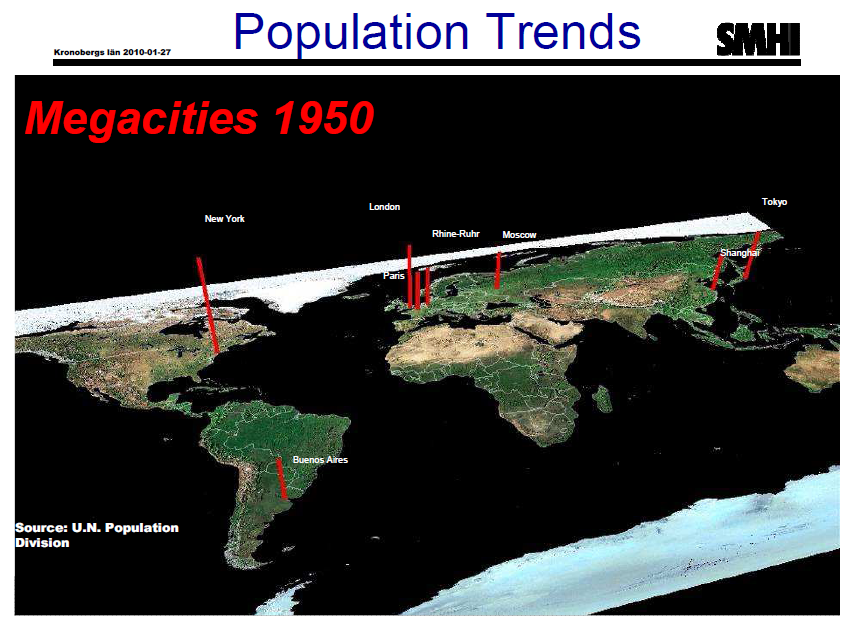 Population Trends
Kronobergs län 2010-01-27
SMHI
Megacities 1950
Tokyo
London
New York
Rhine-Ruhr
Moscow
Shanghai
Paris
Buenos Aires
Source: U.N. Population
Division